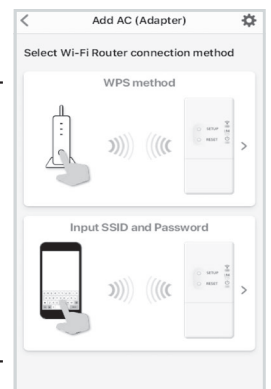 Add AC (Adapter)
Select Wi-Fi Router connection method
WPS method
SETUP
RESET
Input SSID and Password
SETUP
RESET